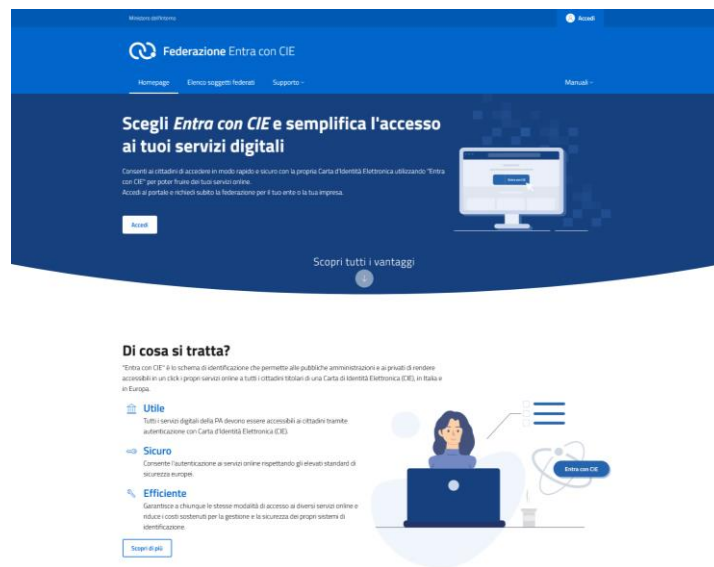 Ministero dell'Interno
Accedi
Federazione Entra con CIE
Homepage Elenco soggetti federati Supporto
Manuali
Scegli Entra con CIE e semplifica l'accesso
ai tuoi servizi digitali
Consenti ai cittadini di accedere in modo rapido e sicuro con la propria Carta d'Identità Elettronica utilizzando "Entra
con CIE" per poter fruire dei tuoi servizi online.
Accedi al portale e richiedi subito la federazione per il tuo ente o la tua impresa.
Entra con CIE
Accedi
Scopri tutti i vantaggi
Di cosa si tratta?
"Entra con CIE" è lo schema di identificazione che permette alle pubbliche amministrazioni e ai privati di rendere
accessibili in un click i propri servizi online a tutti i cittadini titolari di una Carta di Identità Elettronica (CIE), in Italia e
in Europa.
Utile
Tutti i servizi digitali della PA devono essere accessibili ai cittadini tramite
autenticazione con Carta d'Identità Elettronica (CIE).
Sicuro
Consente l'autenticazione ai servizi online rispettando gli elevati standard di
sicurezza europei.
Entra con CIE
Efficiente
Garantisce a chiunque le stesse modalità di accesso ai diversi servizi online e
riduce i costi sostenuti per la gestione e la sicurezza dei propri sistemi di
identificazione.
Scopri di più